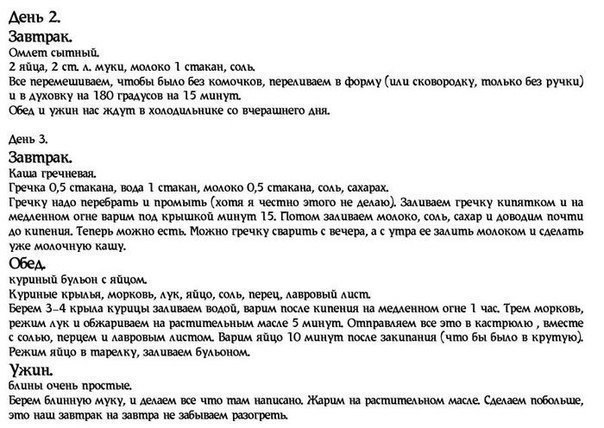 День 2.
Завтрак.
Омлет сытный.
2 яйца, 2 ст. л. муки, молоко 1 стакан, соль.
Все перемешиваем, чтобы было без комочков, переливаем в форму (или сковородку, только без ручки)
и в духовку на 180 градусов на 15 минут.
Обед и ужин нас ждут в холодильнике со вчерашнего дня.
День 3.
Завтрак.
Каша гречневая.
Гречка 0,5 стакана, вода 1 стакан, молоко 0,5 стакана, соль, сахарах.
Гречку надо перебрать и промыть (хотя я честно этого не делаю). Заливаем гречку кипятком и на
медленном огне варим под крышкой минут 15. Потом заливаем молоко, соль, сахар и доводим почти
до кипения. Теперь можно есть. Можно гречку сварить с вечера, а с утра ее залить молоком и сделать
уже молочную кашу.
Обед.
куриный бульон с яйцом.
Куриные крылья, морковь, лук, яйцо, соль, перец, лавровый лист.
Берем 3-4 крыла курицы заливаем водой, варим после кипения на медленном огне 1 час. Трем морковь,
режим лук и обжариваем на растительном масле 5 минут. Отправляем все это в кастрюлю , вместе
с солью, перцем и лавровым листом. Варим яйцо 10 минут после закипания (что бы было в крутую).
Режим яйцо в тарелку, заливаем бульоном.
Ужин.
блины очень простые.
Берем блинную муку, и делаем все что там написано. Жарим на растительном масле. Сделаем побольше,
это наш завтрак на завтра не забываем разогреть.